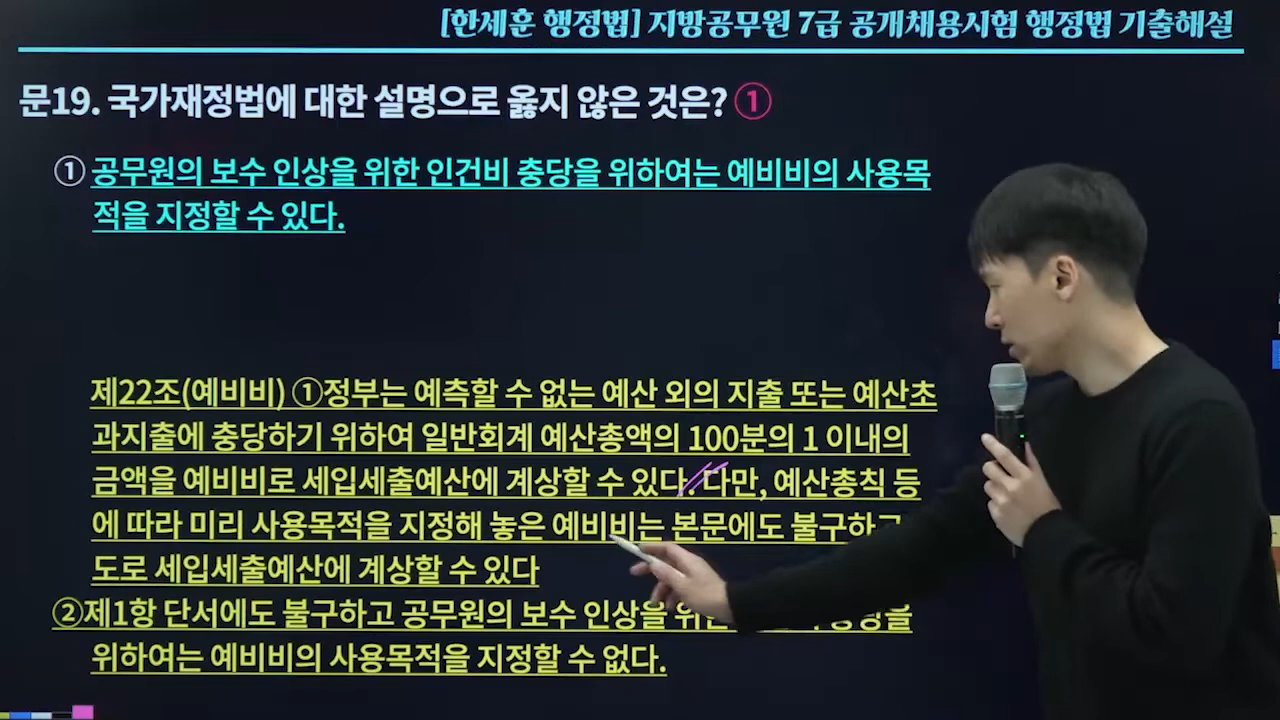 [한세훈 행정법] 지방공무원 7급 공개채용시험 행정법 기출해설
문19. 국가재정법에 대한 설명으로 옳지 않은 것은? ①
① 공무원의 보수 인상을 위한 인건비 충당을 위하여는 예비비의 사용목
적을 지정할 수 있다.
제22조(예비비) ①정부는 예측할 수 없는 예산 외의 지출 또는 예산초
과지출에 충당하기 위하여 일반회계 예산총액의 100분의 1 이내의
금액을 예비비로 세입세출예산에 계상할 수 있다. 다만, 예산총칙 등
에 따라 미리 사용목적을 지정해 놓은 예비비는 본문에도 불구하고
도로 세입세출예산에 계상할 수 있다
②제1항 단서에도 불구하고 공무원의 보수 인상을
위하여는 예비비의 사용목적을 지정할 수 없다.